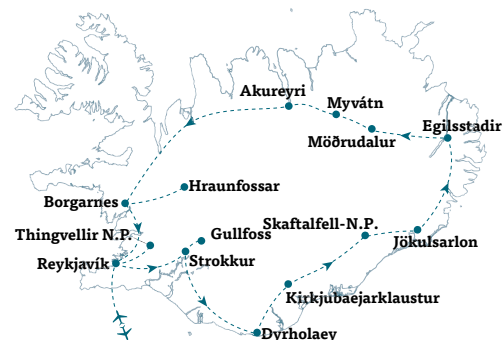 Akureyri
Myvátn
Möðrudalur
Egilsstadir
Borgarnes
Hraunfossar
Skaftalfell-N.P.
Thingvellir N.P.
Gullfoss
Jökulsarlon
Reykjavík
Strokkur
Kirkjubaejarklaustur
Dyrholaey